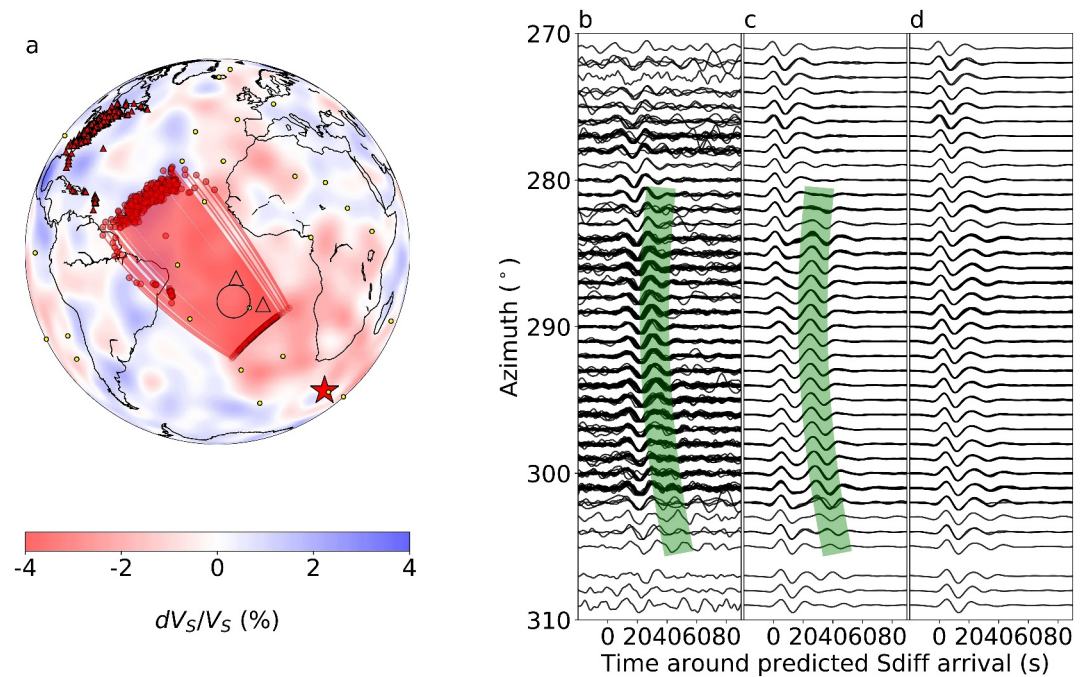 a
-4 -2 0 2 4
dV_S/V_S (%)
b c d
270
280
290
300
310
Azimuth (°)
0 20406080 0 20406080 0 20406080
Time around predicted Sdiff arrival (s)